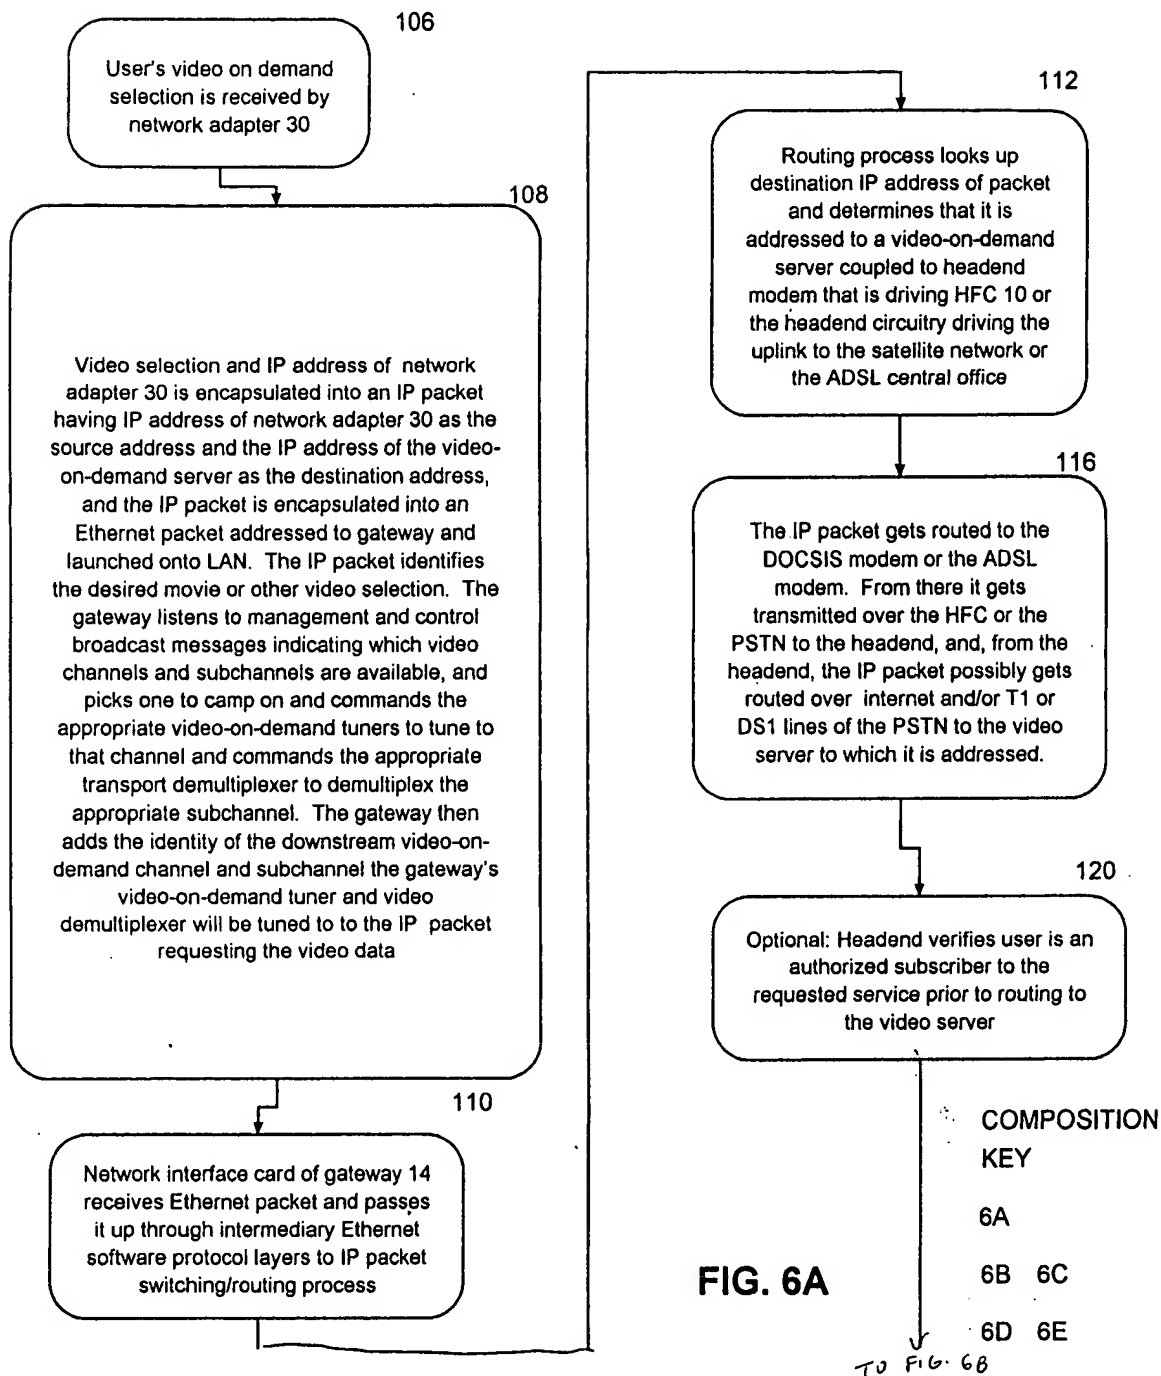 106
User's video on demand
selection is received by
network adapter 30
108
Video selection and IP address of network
adapter 30 is encapsulated into an IP packet
having IP address of network adapter 30 as the
source address and the IP address of the video-
on-demand server as the destination address,
and the IP packet is encapsulated into an
Ethernet packet addressed to gateway and
launched onto LAN. The IP packet identifies
the desired movie or other video selection. The
gateway listens to management and control
broadcast messages indicating which video
channels and subchannels are available, and
picks one to camp on and commands the
appropriate video-on-demand tuners to tune to
that channel and commands the appropriate
transport demultiplexer to demultiplex the
appropriate subchannel. The gateway then
adds the identity of the downstream video-on-
demand channel and subchannel the gateway's
video-on-demand tuner and video
demultiplexer will be tuned to to the IP packet
requesting the video data
110
Network interface card of gateway 14
receives Ethernet packet and passes
it up through intermediary Ethernet
software protocol layers to IP packet
switching/routing process
112
Routing process looks up
destination IP address of packet
and determines that it is
addressed to a video-on-demand
server coupled to headend
modem that is driving HFC 10 or
the headend circuitry driving the
uplink to the satellite network or
the ADSL central office
116
The IP packet gets routed to the
DOCSIS modem or the ADSL
modem. From there it gets
transmitted over the HFC or the
PSTN to the headend, and, from the
headend, the IP packet possibly gets
routed over internet and/or T1 or
DS1 lines of the PSTN to the video
server to which it is addressed.
120
Optional: Headend verifies user is an
authorized subscriber to the
requested service prior to routing to
the video server
COMPOSITION
KEY
6A
6B 6C
6D 6E
FIG. 6A
TO FIG. 6B